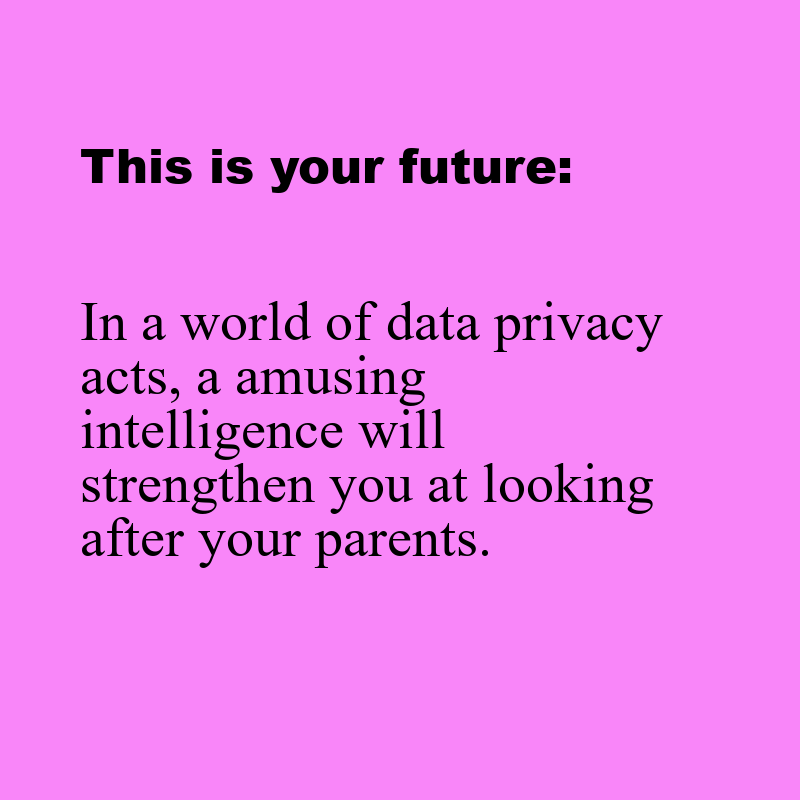 This is your future:
In a world of data privacy
acts, a amusing
intelligence will
strengthen you at looking
after your parents.